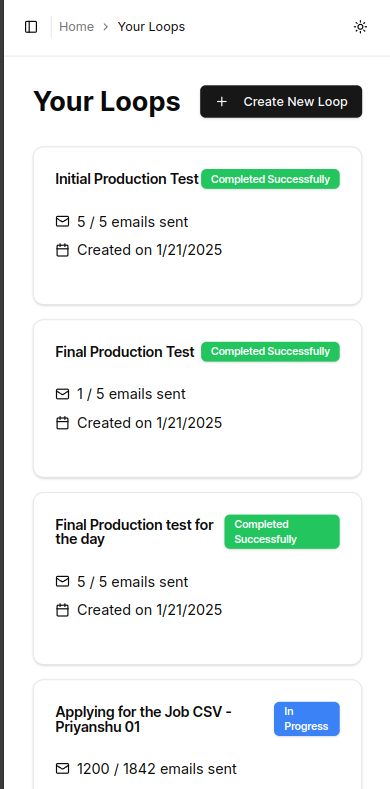 Home > Your Loops
Your Loops
+ Create New Loop
Initial Production Test
Completed Successfully
5 / 5 emails sent
Created on 1/21/2025
Final Production Test
Completed Successfully
1 / 5 emails sent
Created on 1/21/2025
Final Production test for
the day
Completed
Successfully
5 / 5 emails sent
Created on 1/21/2025
Applying for the Job CSV -
Priyanshu 01
In
Progress
1200 / 1842 emails sent